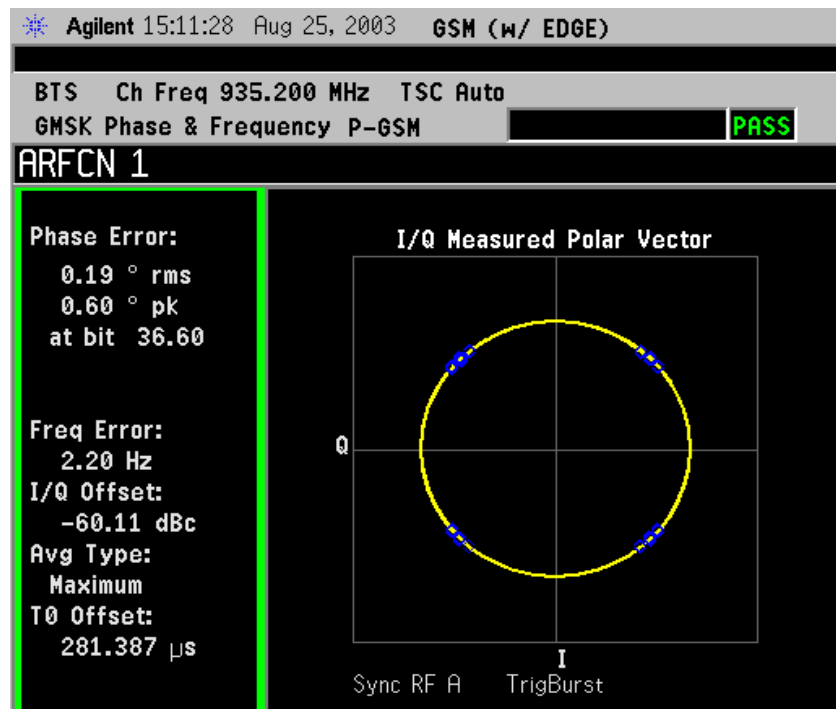 Agilent 15:11:28 Aug 25, 2003 GSM (w/ EDGE)
BTS Ch Freq 935.200 MHz TSC Auto
GMSK Phase & Frequency P-GSM PASS
ARFCN 1
Phase Error:
0.19 ° rms
0.60 ° pk
at bit 36.60
Freq Error:
2.20 Hz
I/Q Offset:
-60.11 dBc
Avg Type:
Maximum
T0 Offset:
281.387 µs
I/Q Measured Polar Vector
Q
I
Sync RF A TrigBurst